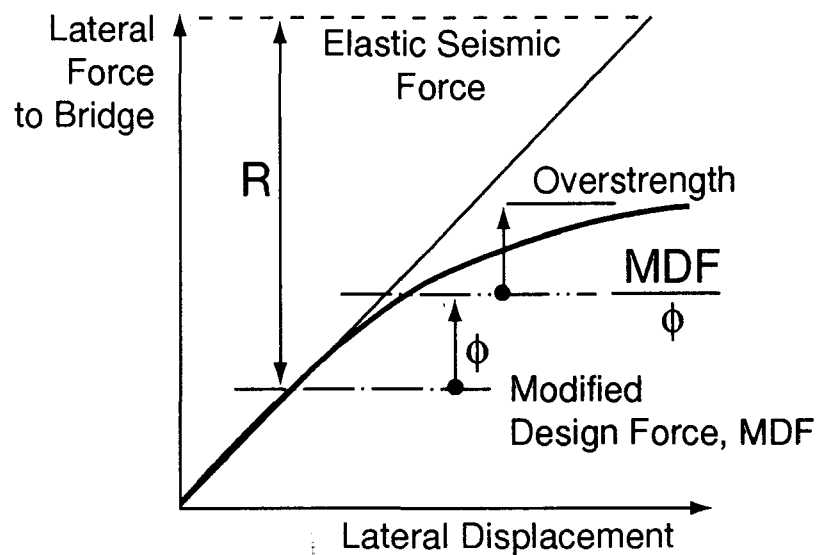 Lateral
Force
to Bridge
Elastic Seismic
Force
R
Overstrength
MDF
ϕ
ϕ
Modified
Design Force, MDF
Lateral Displacement